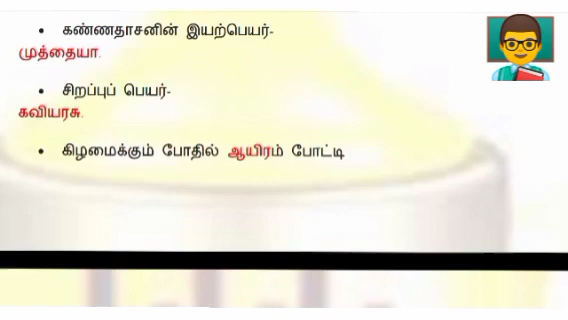 • கண்ணதாசனின் இயற்பெயர்-
முத்தையா.
• சிறப்புப் பெயர்-
கவியரசு.
• கிழமைக்கும் போதில் ஆயிரம் போட்டி